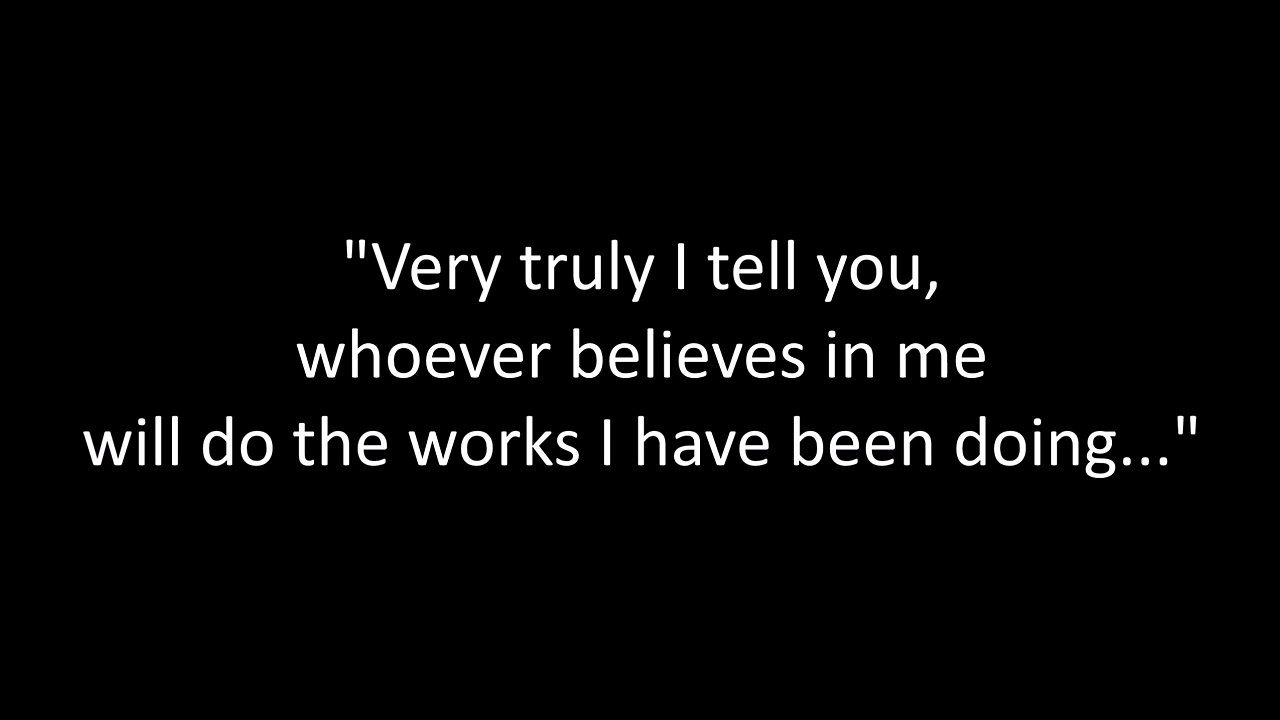 "Very truly I tell you,
whoever believes in me
will do the works I have been doing..."